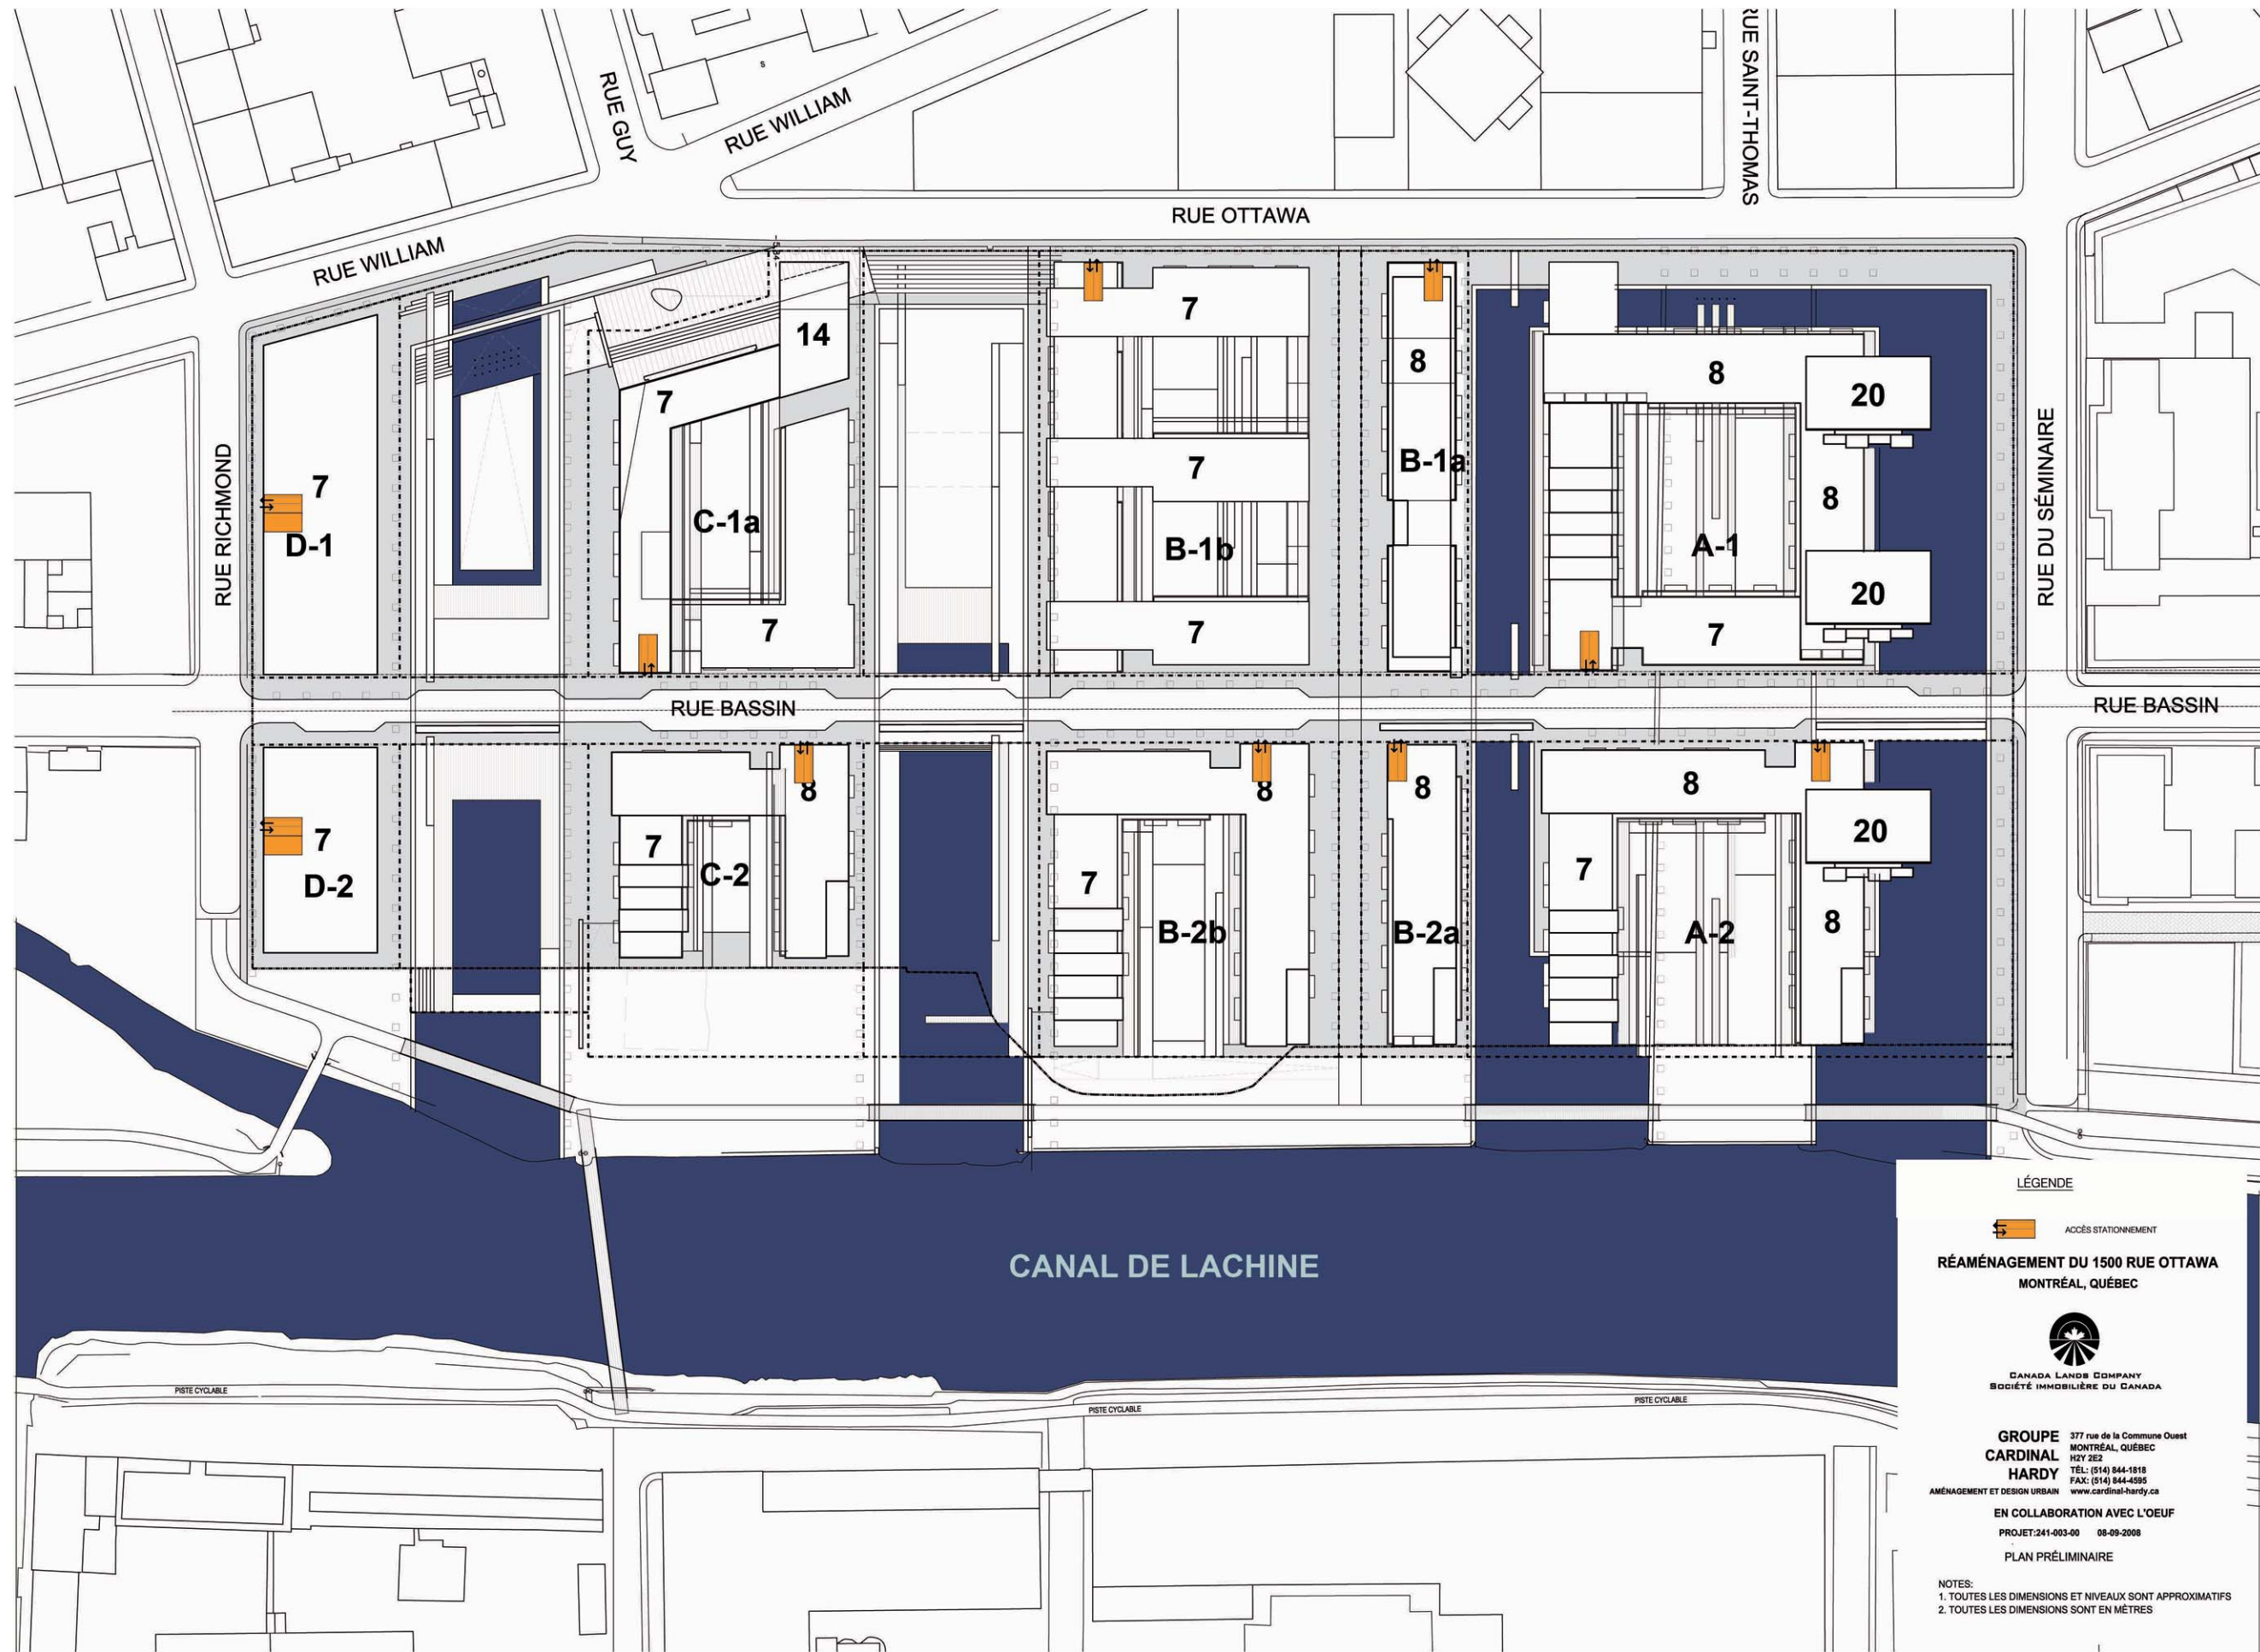 RUE SAINT-THOMAS
RUE GUY
RUE WILLIAM
RUE OTTAWA
RUE WILLIAM
14
7
8
8
20
7
RUE RICHMOND
RUE DU SÉMINAIRE
7
7
B-1a
8
C-1a
D-1
B-1b
A-1
20
7
7
7
RUE BASSIN
RUE BASSIN
8
8
8
8
20
7
7
D-2
C-2
7
7
B-2b
B-2a
A-2
8
CANAL DE LACHINE
PISTE CYCLABLE
PISTE CYCLABLE
PISTE CYCLABLE
LÉGENDE
ACCÈS STATIONNEMENT
RÉAMÉNAGEMENT DU 1500 RUE OTTAWA
MONTRÉAL, QUÉBEC
CANADA LANDS COMPANY
SOCIÉTÉ IMMOBILIÈRE DU CANADA
GROUPE
CARDINAL
HARDY
AMÉNAGEMENT ET DESIGN URBAIN
377 rue de la Commune Ouest
MONTRÉAL, QUÉBEC
H2Y 2E2
TÉL: (514) 844-1818
FAX: (514) 844-4595
www.cardinal-hardy.ca
EN COLLABORATION AVEC L'OEUF
PROJET:241-003-00 08-09-2008
PLAN PRÉLIMINAIRE
NOTES:
1. TOUTES LES DIMENSIONS ET NIVEAUX SONT APPROXIMATIFS
2. TOUTES LES DIMENSIONS SONT EN MÈTRES